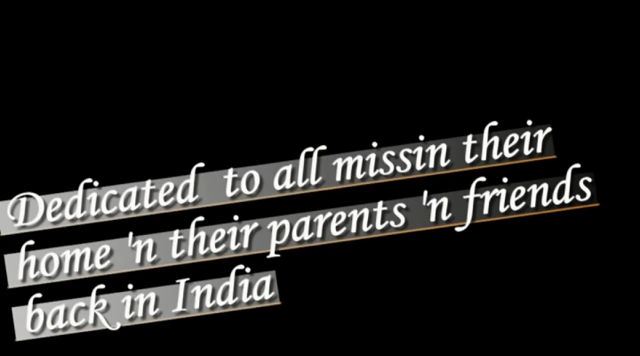 Dedicated to all missin their
home 'n their parents 'n friends
back in India